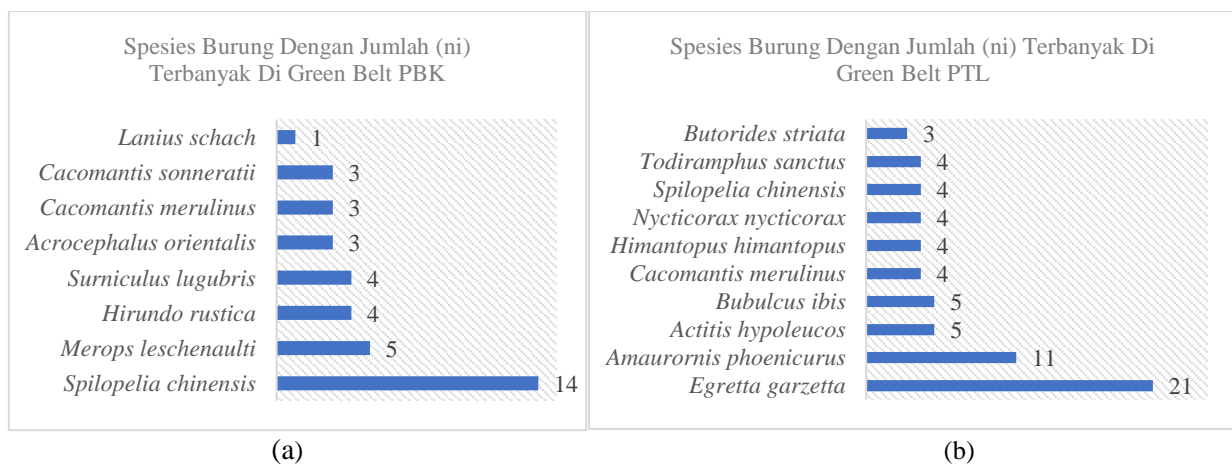 Spesies Burung Dengan Jumlah (ni)
Terbanyak Di Green Belt PBK
Lanius schach 1
Cacomantis sonneratii 3
Cacomantis merulinus 3
Acrocephalus orientalis 3
Surniculus lugubris 4
Hirundo rustica 4
Merops leschenaulti 5
Spilopelia chinensis 14
(a)
Spesies Burung Dengan Jumlah (ni) Terbanyak Di
Green Belt PTL
Butorides striata 3
Todiramphus sanctus 4
Spilopelia chinensis 4
Nycticorax nycticorax 4
Himantopus himantopus 4
Cacomantis merulinus 4
Bubulcus ibis 5
Actitis hypoleucos 5
Amaurornis phoenicurus 11
Egretta garzetta 21
(b)